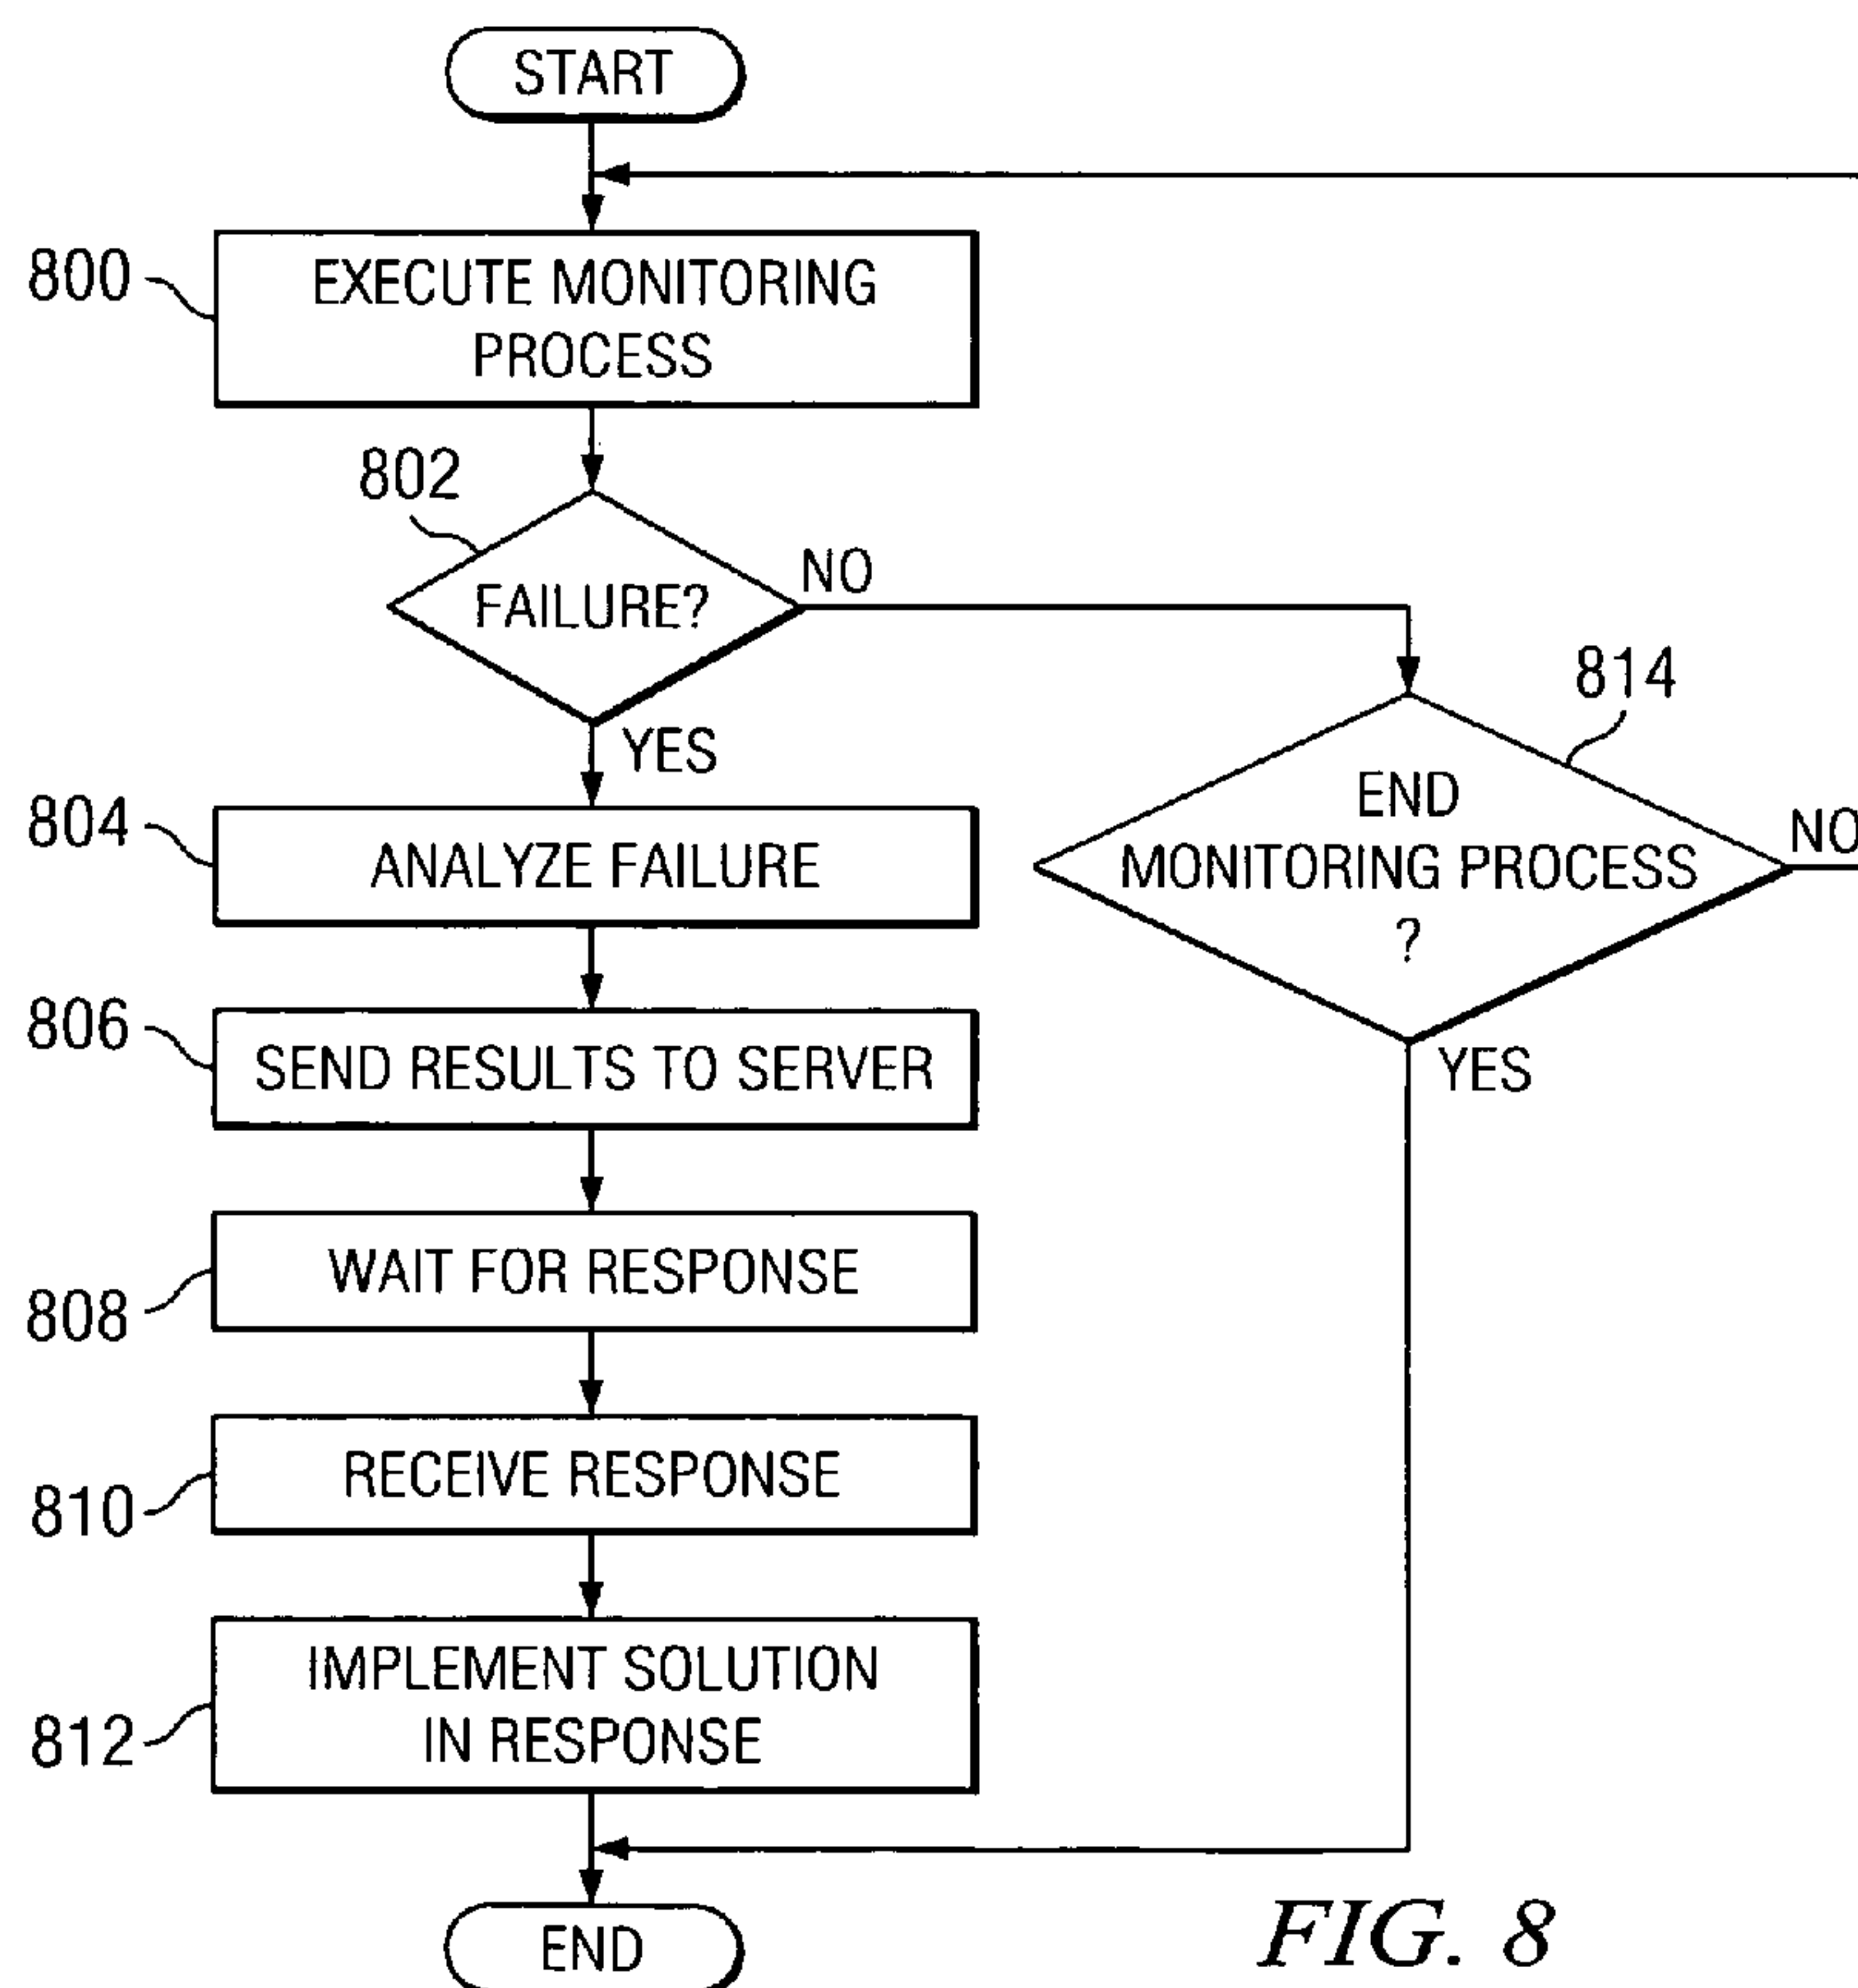 START
800
EXECUTE MONITORING
PROCESS
802
FAILURE?
NO
YES
814
END
MONITORING PROCESS
?
NO
YES
804
ANALYZE FAILURE
806
SEND RESULTS TO SERVER
808
WAIT FOR RESPONSE
810
RECEIVE RESPONSE
812
IMPLEMENT SOLUTION
IN RESPONSE
END
FIG. 8